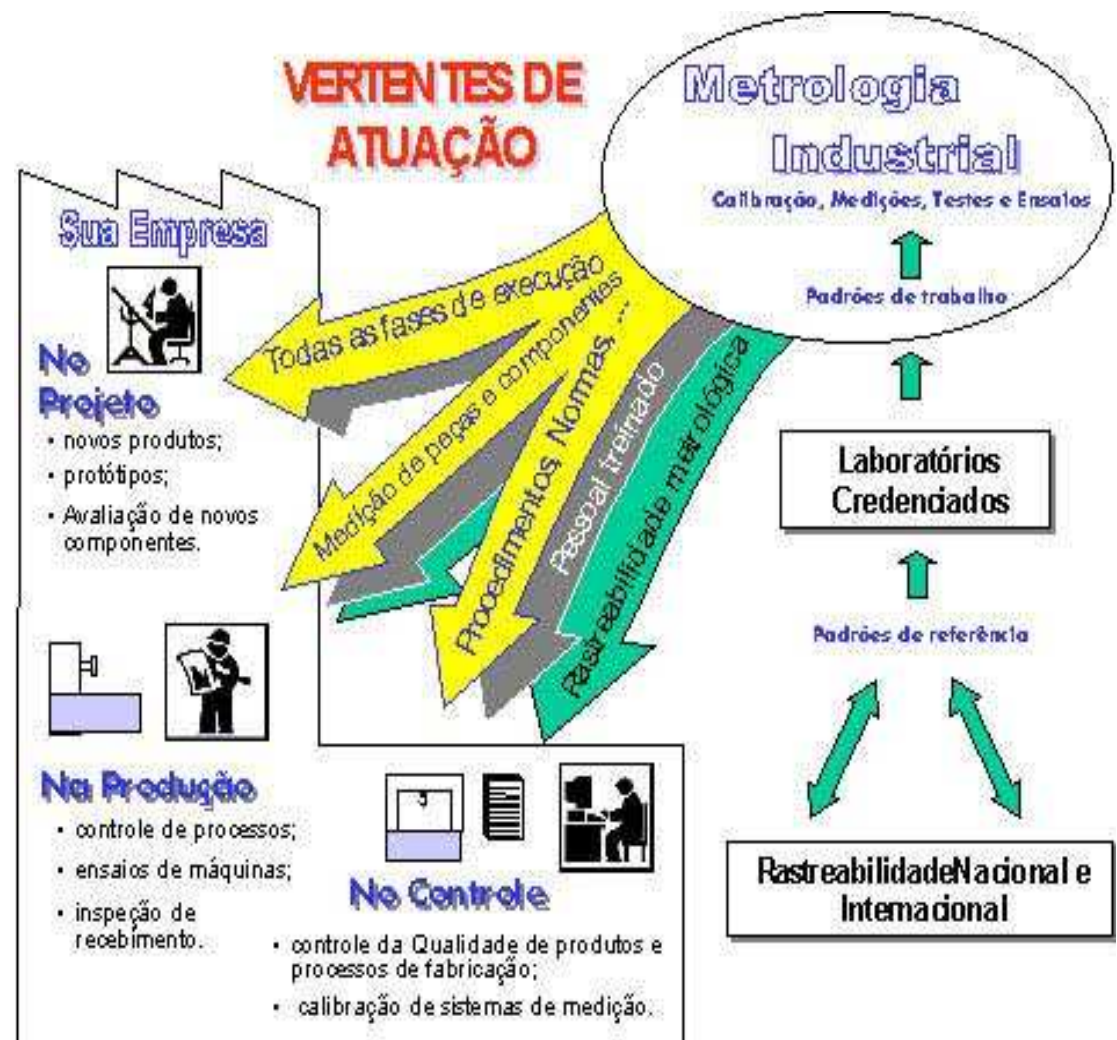 VERTENTES DE
ATUAÇÃO
Metrologia
Industrial
Calibração, Medições, Testes e Ensaios
Padrões de trabalho
Laboratórios
Credenciados
Padrões de referência
RastreabilidadeNacional e
Internacional
Todas as fases de execução
Medição de peças e componentes
Procedimentos, Normas, ...
Pessoal treinado
Rastreabilidade metrológica
Sua Empresa
No
Projeto
• novos produtos;
• protótipos;
• Avaliação de novos
componentes.
Na Produção
• controle de processos;
• ensaios de máquinas;
• inspeção de
recebimento.
No Controle
• controle da Qualidade de produtos e
processos de fabricação;
• calibração de sistemas de medição.